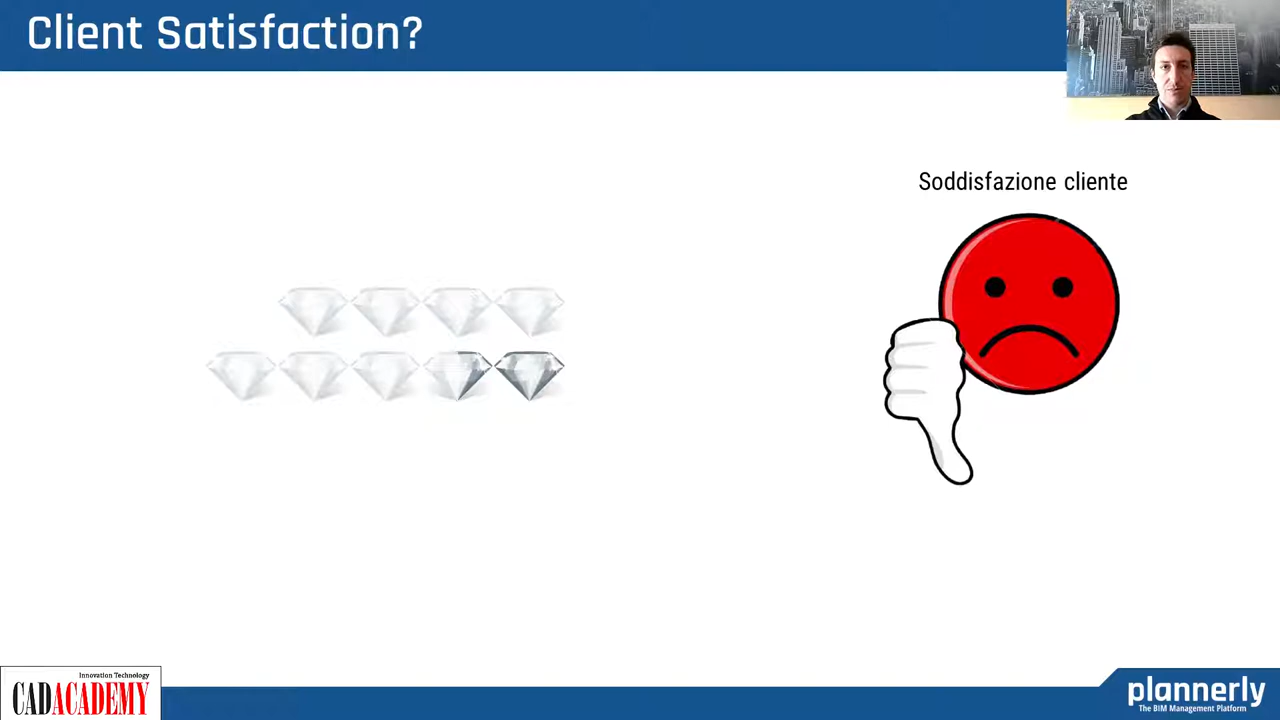 Client Satisfaction?
Soddisfazione cliente
Innovation Technology
CADACADEMY
plannerly
The BIM Management Platform